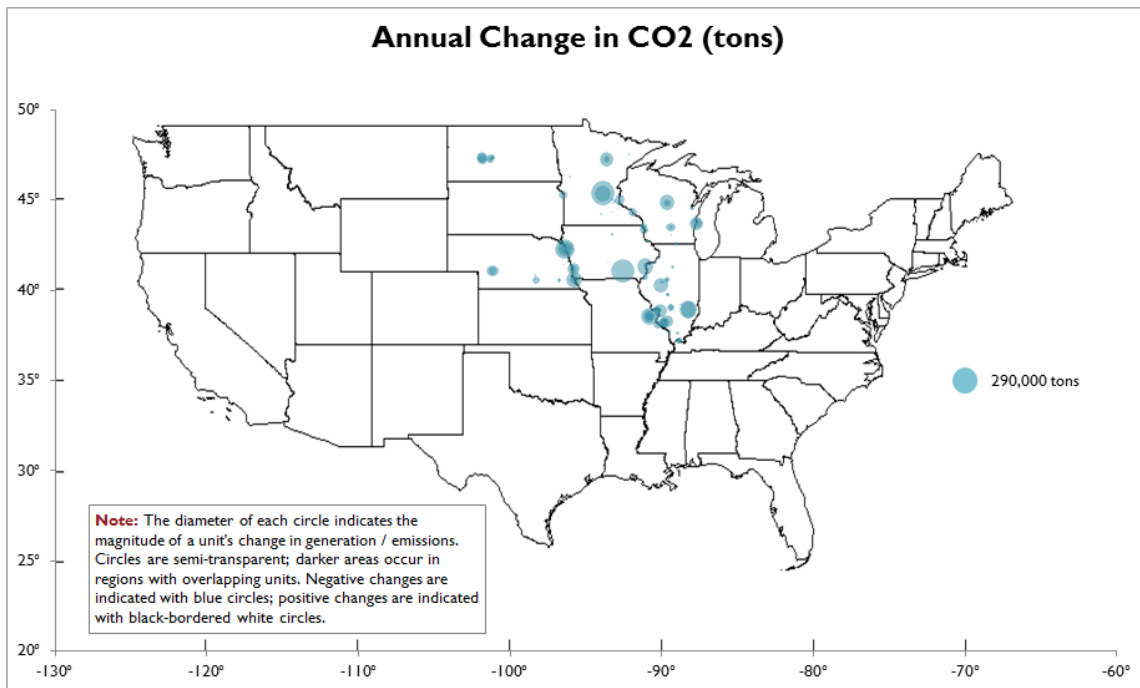 Annual Change in CO2 (tons)
50°
45°
40°
35°
290,000 tons
30°
Note: The diameter of each circle indicates the
magnitude of a unit's change in generation / emissions.
Circles are semi-transparent; darker areas occur in
regions with overlapping units. Negative changes are
indicated with blue circles; positive changes are indicated
with black-bordered white circles.
25°
20°
-130° -120° -110° -100° -90° -80° -70° -60°